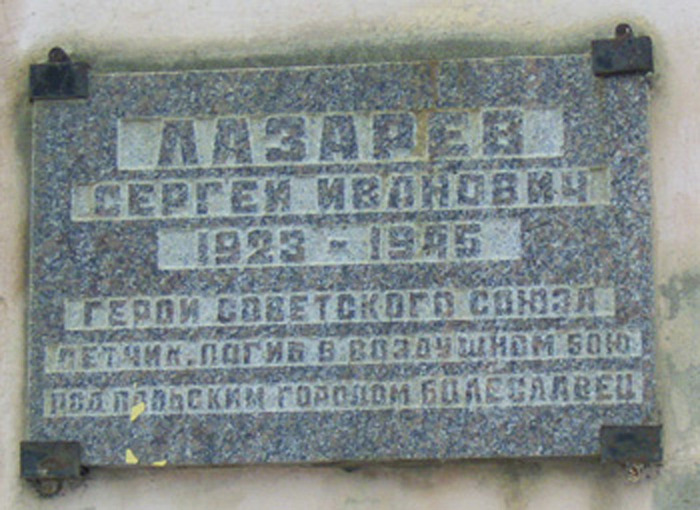 ЛАЗАРЕВ
СЕРГЕЙ ИВАНОВИЧ
1923 - 1945
ГЕРОЙ СОВЕТСКОГО СОЮЗА
ЛЕТЧИК, ПОГИБ В ВОЗДУШНОМ БОЮ
ПОД ПОЛЬСКИМ ГОРОДОМ БОЛЕСЛАВЕЦ